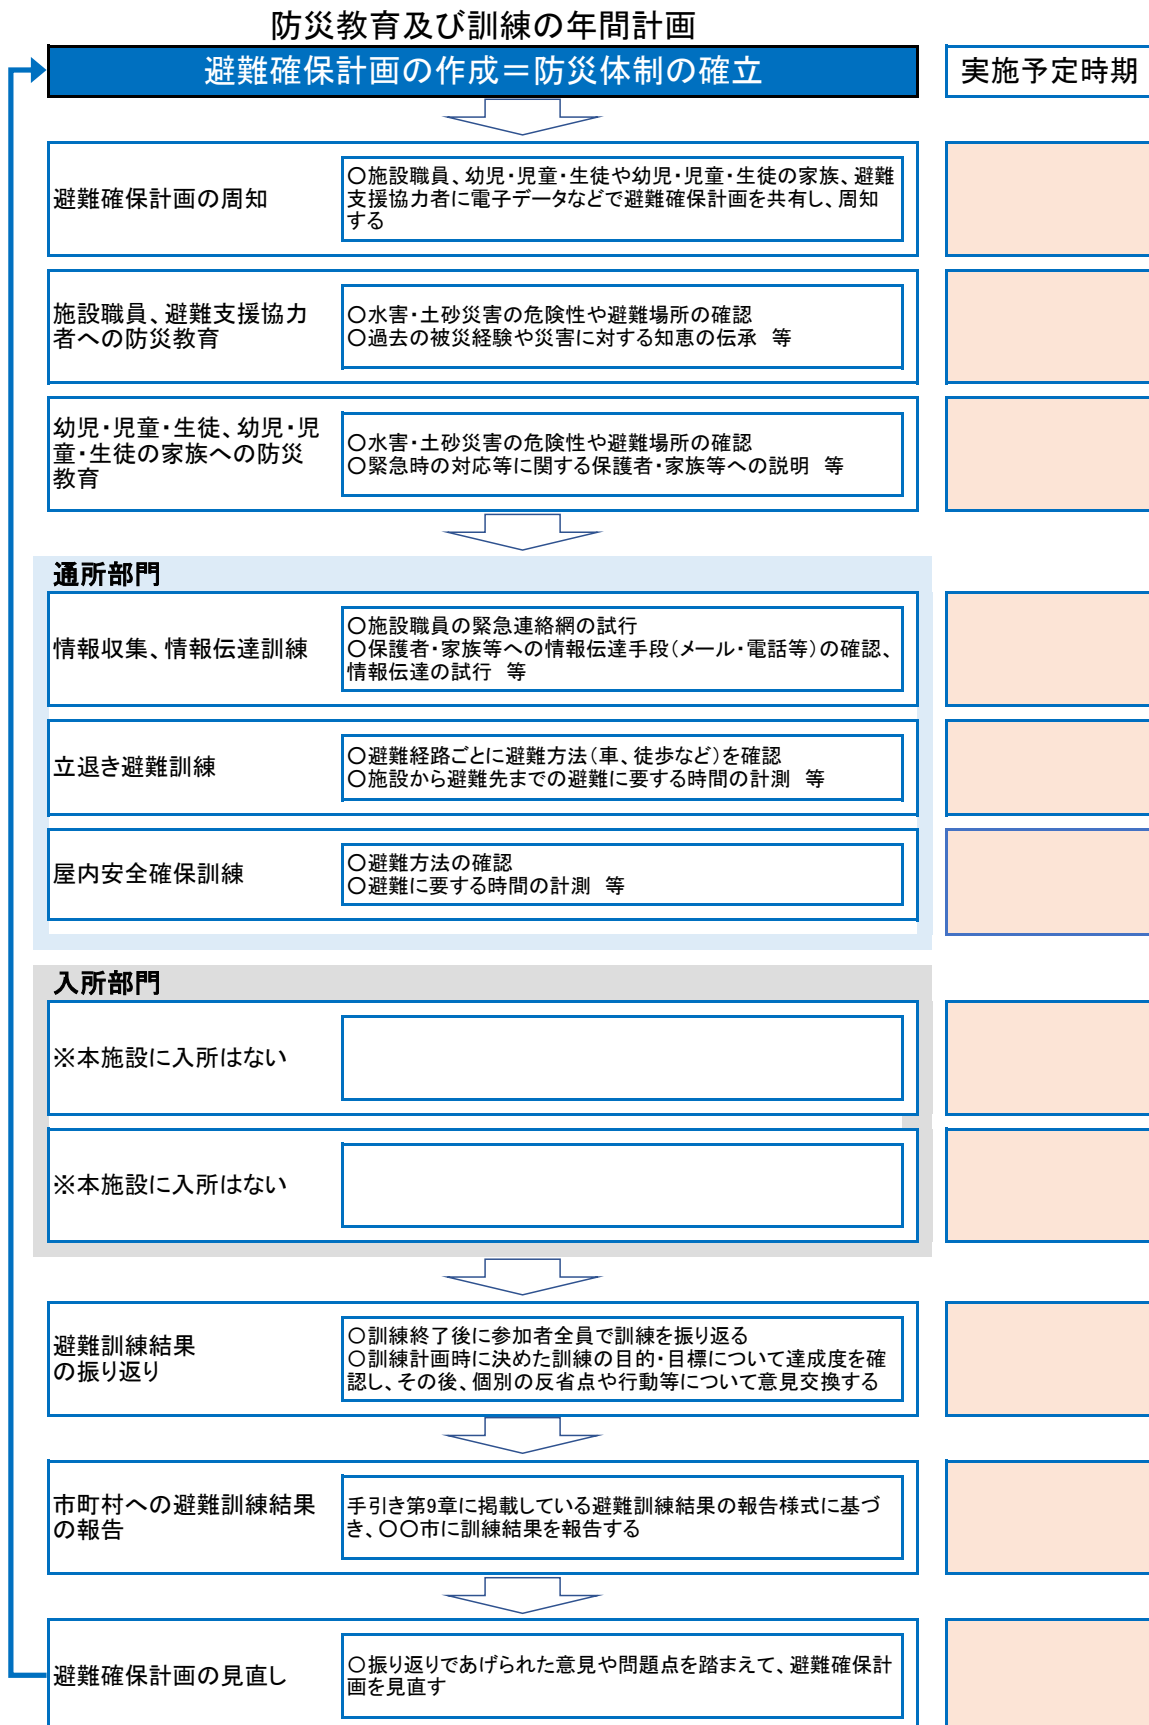 防災教育及び訓練の年間計画
避難確保計画の作成＝防災体制の確立
実施予定時期
避難確保計画の周知
〇施設職員、幼児・児童・生徒や幼児・児童・生徒の家族、避難
支援協力者に電子データなどで避難確保計画を共有し、周知
する
施設職員、避難支援協力
者への防災教育
〇水害・土砂災害の危険性や避難場所の確認
〇過去の被災経験や災害に対する知恵の伝承　等
幼児・児童・生徒、幼児・児
童・生徒の家族への防災
教育
〇水害・土砂災害の危険性や避難場所の確認
〇緊急時の対応等に関する保護者・家族等への説明　等
通所部門
情報収集、情報伝達訓練
〇施設職員の緊急連絡網の試行
〇保護者・家族等への情報伝達手段（メール・電話等）の確認、
情報伝達の試行　等
立退き避難訓練
〇避難経路ごとに避難方法（車、徒歩など）を確認
〇施設から避難先までの避難に要する時間の計測　等
屋内安全確保訓練
〇避難方法の確認
〇避難に要する時間の計測　等
入所部門
※本施設に入所はない
※本施設に入所はない
避難訓練結果
の振り返り
〇訓練終了後に参加者全員で訓練を振り返る
〇訓練計画時に決めた訓練の目的・目標について達成度を確
認し、その後、個別の反省点や行動等について意見交換する
市町村への避難訓練結果
の報告
手引き第9章に掲載している避難訓練結果の報告様式に基づ
き、〇〇市に訓練結果を報告する
避難確保計画の見直し
〇振り返りであげられた意見や問題点を踏まえて、避難確保計
画を見直す